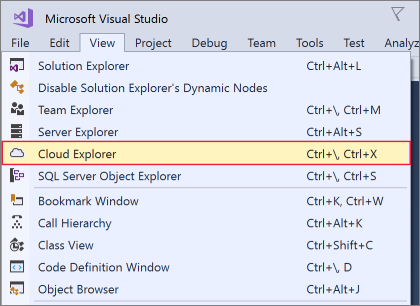 Microsoft Visual Studio
File Edit View Project Debug Team Tools Test Analyz
Solution Explorer Ctrl+Alt+L
Disable Solution Explorer's Dynamic Nodes
Team Explorer Ctrl+\, Ctrl+M
Server Explorer Ctrl+Alt+S
Cloud Explorer Ctrl+\, Ctrl+X
SQL Server Object Explorer Ctrl+\, Ctrl+S
Bookmark Window Ctrl+K, Ctrl+W
Call Hierarchy Ctrl+Alt+K
Class View Ctrl+Shift+C
Code Definition Window Ctrl+\, D
Object Browser Ctrl+Alt+J